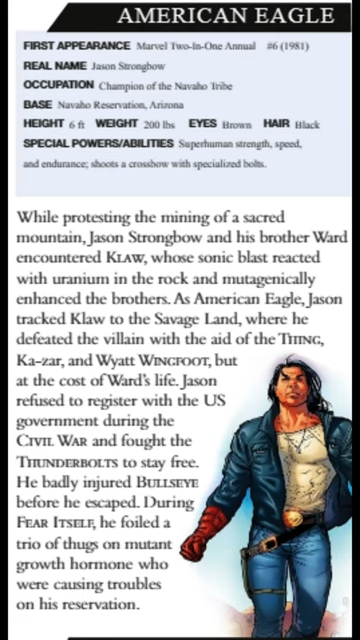 AMERICAN EAGLE
FIRST APPEARANCE Marvel Two-In-One Annual #6 (1981)
REAL NAME Jason Strongbow
OCCUPATION Champion of the Navaho Tribe
BASE Navaho Reservation, Arizona
HEIGHT 6 ft WEIGHT 200 lbs EYES Brown HAIR Black
SPECIAL POWERS/ABILITIES Superhuman strength, speed,
and endurance; shoots a crossbow with specialized bolts.
While protesting the mining of a sacred
mountain, Jason Strongbow and his brother Ward
encountered KLAW, whose sonic blast reacted
with uranium in the rock and mutagenically
enhanced the brothers. As American Eagle, Jason
tracked Klaw to the Savage Land, where he
defeated the villain with the aid of the THING,
Ka-zar, and Wyatt WINGFOOT, but
at the cost of Ward's life. Jason
refused to register with the US
government during the
CIVIL WAR and fought the
THUNDERBOLTS to stay free.
He badly injured BULLSEYE
before he escaped. During
FEAR ITSELF, he foiled a
trio of thugs on mutant
growth hormone who
were causing troubles
on his reservation.